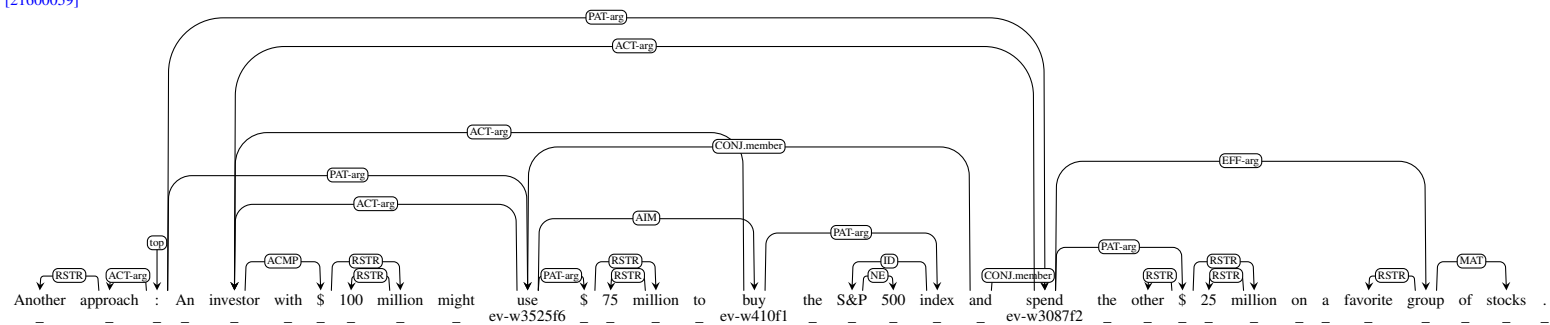 [21600059]
PAT-arg
ACT-arg
ACT-arg
CONJ.member
EFF-arg
PAT-arg
ACT-arg
AIM
PAT-arg
top
PAT-arg
ACMP RSTR RSTR ID RSTR MAT
RSTR ACT-arg RSTR PAT-arg RSTR NE CONJ.member RSTR RSTR RSTR
Another approach : An investor with $ 100 million might use $ 75 million to buy the S&P 500 index and spend the other $ 25 million on a favorite group of stocks .
_ _ _ _ _ _ _ _ _ _ ev-w3525f6 _ _ _ _ ev-w410f1 _ _ _ _ _ ev-w3087f2 _ _ _ _ _ _ _ _ _ _ _ _